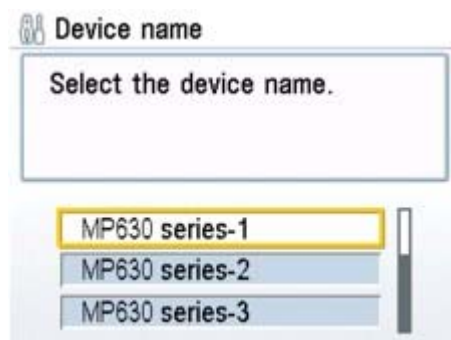 Device name
Select the device name.
MP630 series-1
MP630 series-2
MP630 series-3